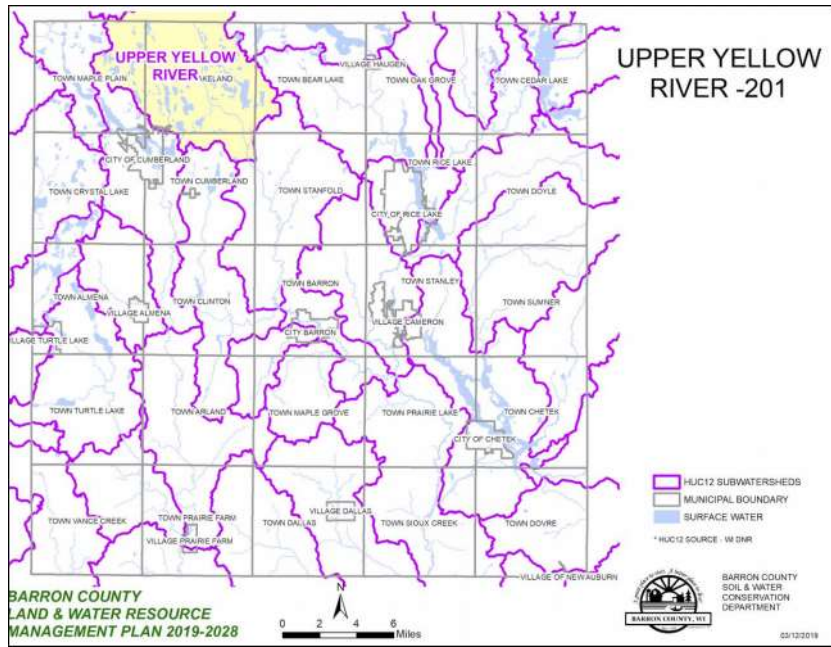 UPPER YELLOW
RIVER -201
UPPER YELLOW
RIVER
KELAND
TOWN MAPLE PLAIN
TOWN BEAR LAKE
VILLAGE HAUGEN
TOWN OAK GROVE
TOWN CEDAR LAKE
CITY OF CUMBERLAND
TOWN RICE LAKE
TOWN CRYSTAL LAKE
TOWN CUMBERLAND
TOWN STANFOLD
TOWN DOYLE
CITY OF RICE LAKE
TOWN BARRON
TOWN STANLEY
TOWN ALMENA
TOWN CLINTON
TOWN SUMNER
VILLAGE ALMENA
VILLAGE CAMERON
CITY BARRON
VILLAGE TURTLE LAKE
TOWN TURTLE LAKE
TOWN ARLAND
TOWN MAPLE GROVE
TOWN PRAIRIE LAKE
TOWN CHETEK
CITY OF CHETEK
TOWN VANCE CREEK
TOWN PRAIRIE FARM
TOWN DALLAS
VILLAGE DALLAS
TOWN SIOUX CREEK
TOWN DOVRE
VILLAGE PRAIRIE FARM
VILLAGE OF NEW AUBURN
HUC12 SUBWATERSHEDS
MUNICIPAL BOUNDARY
SURFACE WATER
* HUC12 SOURCE - WI DNR
BARRON COUNTY
LAND & WATER RESOURCE
MANAGEMENT PLAN 2019-2028
N
0 2 4 6
Miles
BARRON COUNTY, WI
BARRON COUNTY
SOIL & WATER
CONSERVATION
DEPARTMENT
03/12/2019